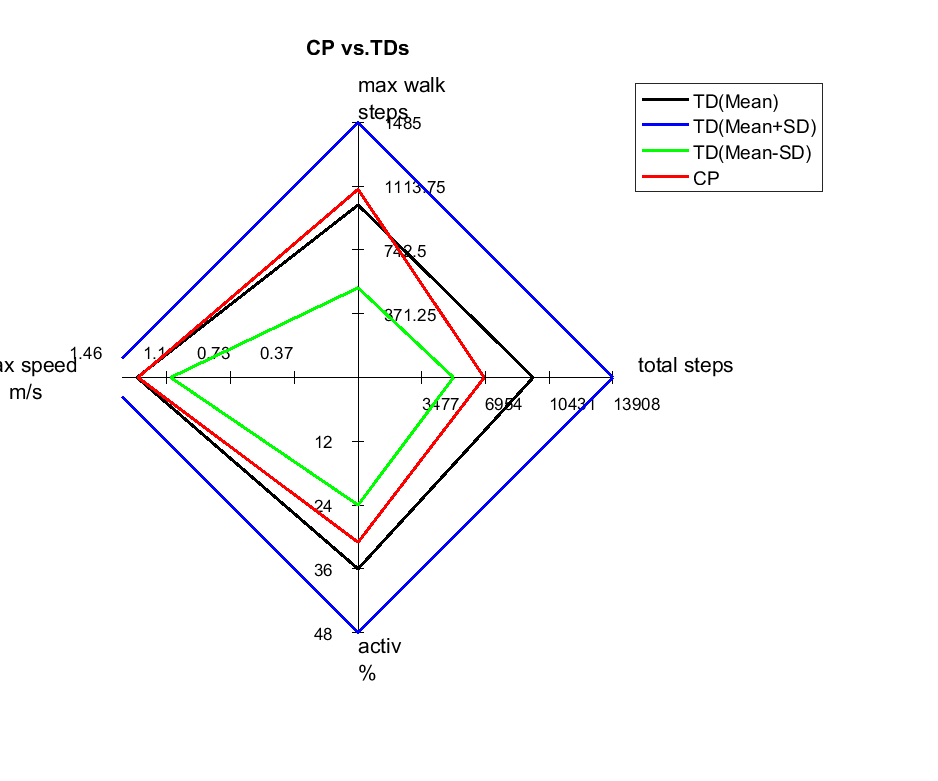 CP vs.TDs
max walk
steps
1485
1113.75
742.5
371.25
TD(Mean)
TD(Mean+SD)
TD(Mean-SD)
CP
1.46
1.1
0.73
0.37
ax speed
m/s
total steps
3477
6954
10431
13908
12
24
36
48
activ
%